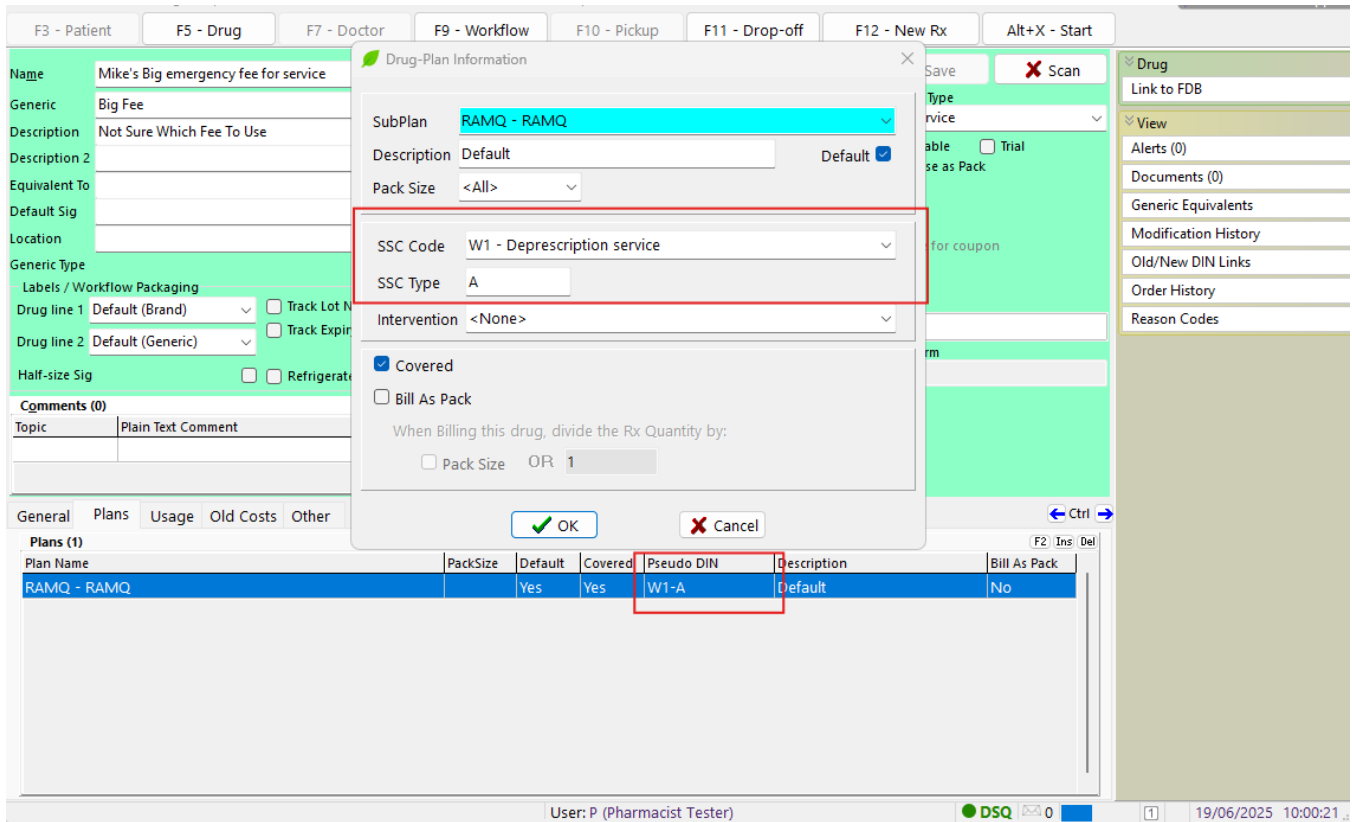 F3 - Patient F5 - Drug F7 - Doctor F9 - Workflow F10 - Pickup F11 - Drop-off F12 - New Rx Alt+X - Start
Name Mike's Big emergency fee for service
Generic Big Fee
Description Not Sure Which Fee To Use
Description 2
Equivalent To
Default Sig
Location
Generic Type
Labels / Workflow Packaging
Drug line 1 Default (Brand) Track Lot N
Drug line 2 Default (Generic) Track Expir
Half-size Sig Refrigerate
Comments (0)
Topic Plain Text Comment
Drug-Plan Information
SubPlan RAMQ - RAMQ
Description Default Default
Pack Size <All>
SSC Code W1 - Deprescription service
SSC Type A
Intervention <None>
Covered
Bill As Pack
When Billing this drug, divide the Rx Quantity by:
Pack Size OR 1
OK Cancel
Save Scan
Type
rvice
able Trial
se as Pack
for coupon
rm
Drug
Link to FDB
View
Alerts (0)
Documents (0)
Generic Equivalents
Modification History
Old/New DIN Links
Order History
Reason Codes
General Plans Usage Old Costs Other Ctrl
Plans (1) F2 Ins Del
Plan Name PackSize Default Covered Pseudo DIN Description Bill As Pack
RAMQ - RAMQ Yes Yes W1-A Default No
User: P (Pharmacist Tester) DSQ 0 1 19/06/2025 10:00:21